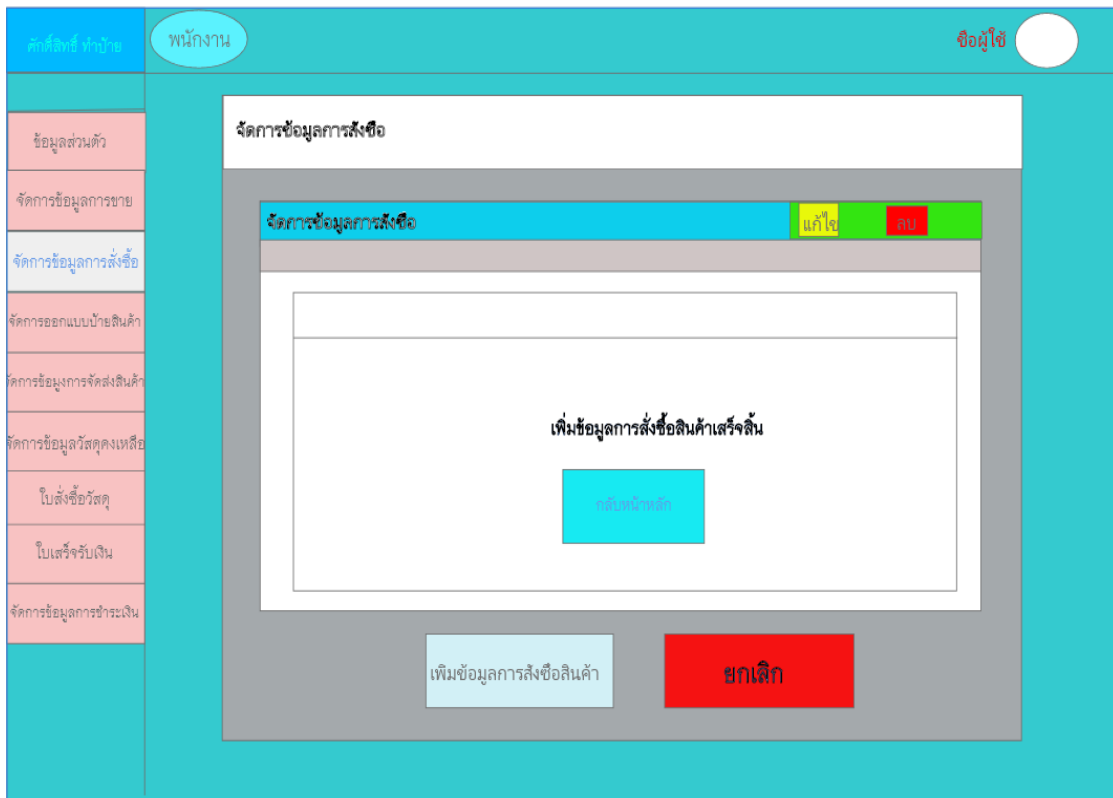 ศักดิ์สิทธิ์ ทำป้าย
พนักงาน
ชื่อผู้ใช้
ข้อมูลส่วนตัว
จัดการข้อมูลการขาย
จัดการข้อมูลการสั่งซื้อ
จัดการออกแบบป้ายสินค้า
จัดการข้อมูงการจัดส่งสินค้า
จัดการข้อมูลวัสดุคงเหลือ
ใบสั่งซื้อวัสดุ
ใบเสร็จรับเงิน
จัดการข้อมูลการชำระเงิน
จัดการข้อมูลการสั่งซื้อ
จัดการข้อมูลการสั่งซื้อ
แก้ไข
ลบ
เพิ่มข้อมูลการสั่งซื้อสินค้าเสร็จสิ้น
กลับหน้าหลัก
เพิ่มข้อมูลการสั่งซื้อสินค้า
ยกเลิก